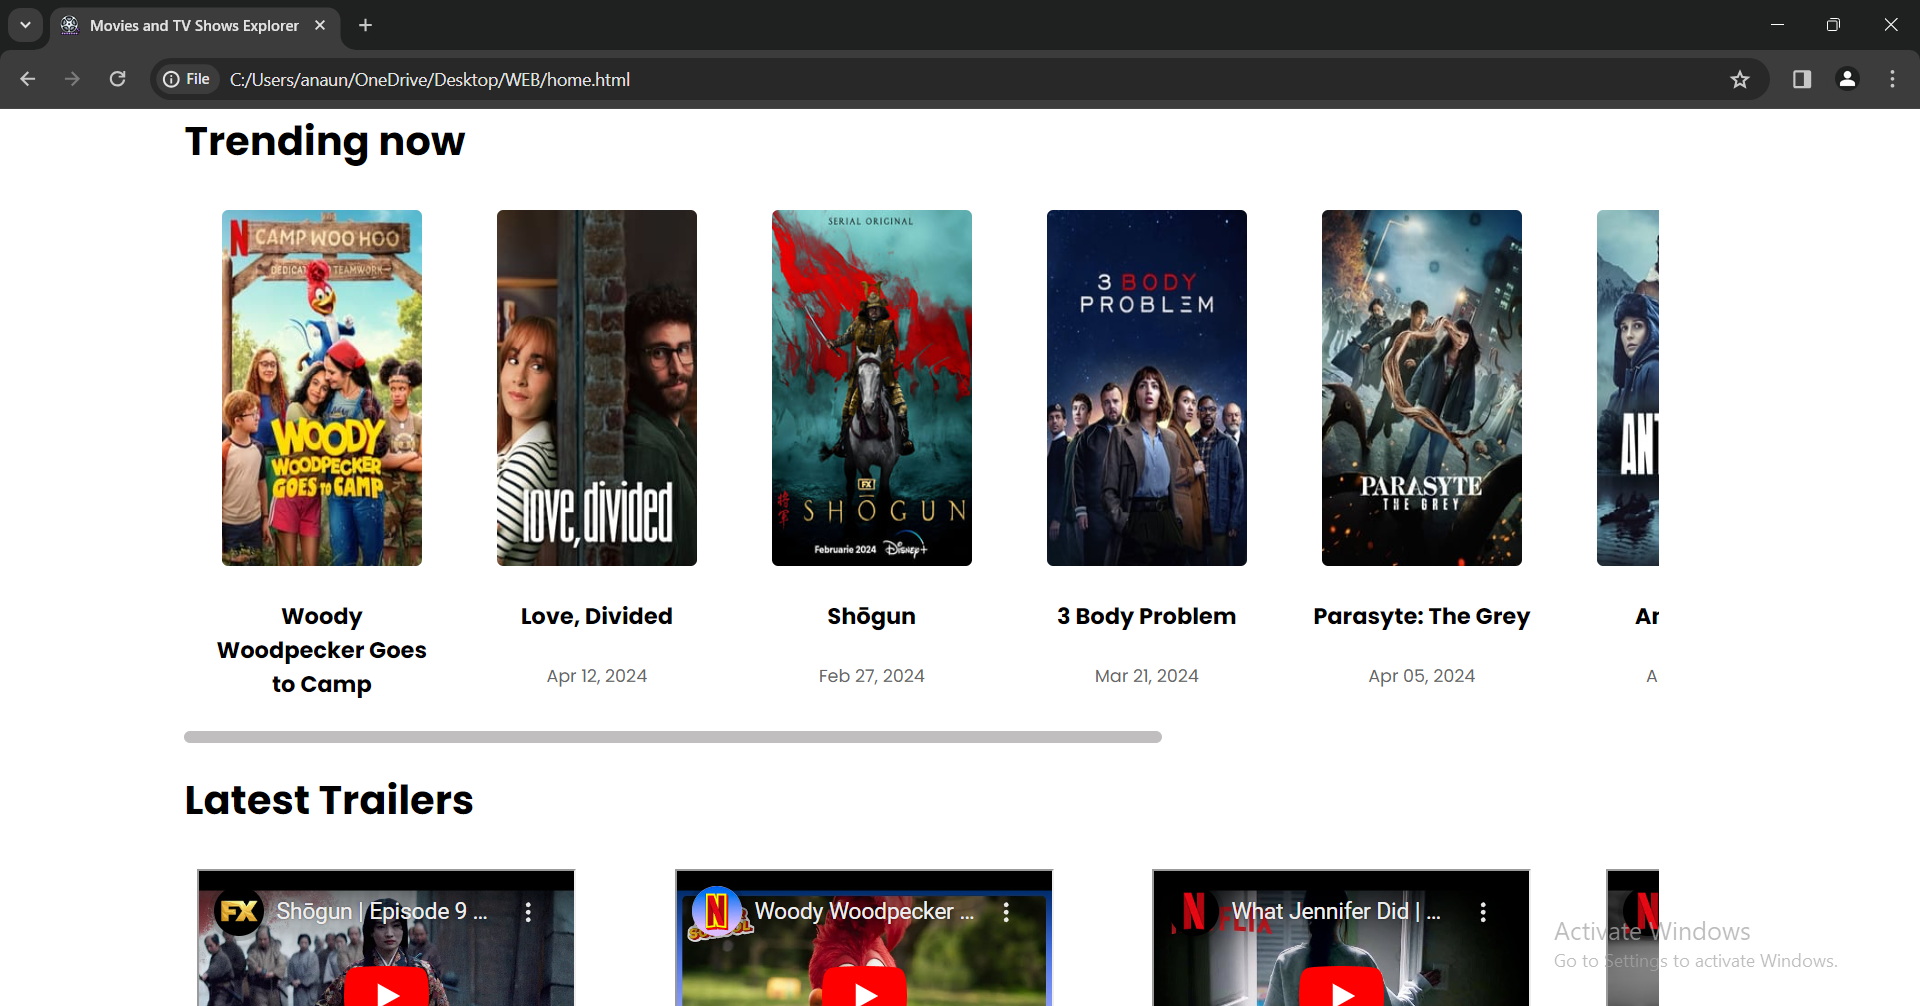 Movies and TV Shows Explorer
File
C:/Users/anaun/OneDrive/Desktop/WEB/home.html
Trending now
N
CAMP WOO HOO
TEAMWORK
WOODY
WOODPECKER
GOES TO CAMP
love, divided
SERIAL ORIGINAL
FX
将軍
SHŌGUN
Februarie 2024 Disney+
3 BODY
PROBLEM
PARASYTE
THE GREY
ANT
Woody
Woodpecker Goes
to Camp
Love, Divided
Apr 12, 2024
Shōgun
Feb 27, 2024
3 Body Problem
Mar 21, 2024
Parasyte: The Grey
Apr 05, 2024
Ar
A
Latest Trailers
FX
Shōgun | Episode 9 ...
N
Woody Woodpecker ...
N
What Jennifer Did | ...
FLIX
N
Activate Windows
Go to Settings to activate Windows.